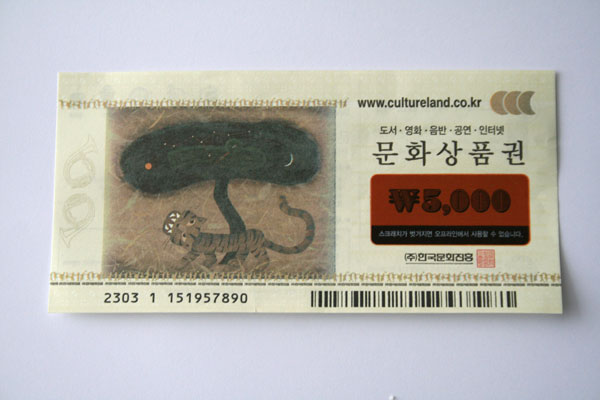 www.cultureland.co.kr
도서·영화·음반·공연·인터넷
문화상품권
₩5,000
스크래치가 벗겨지면 오프라인에서 사용할 수 없습니다.
(주)한국문화진흥
2303 1 151957890